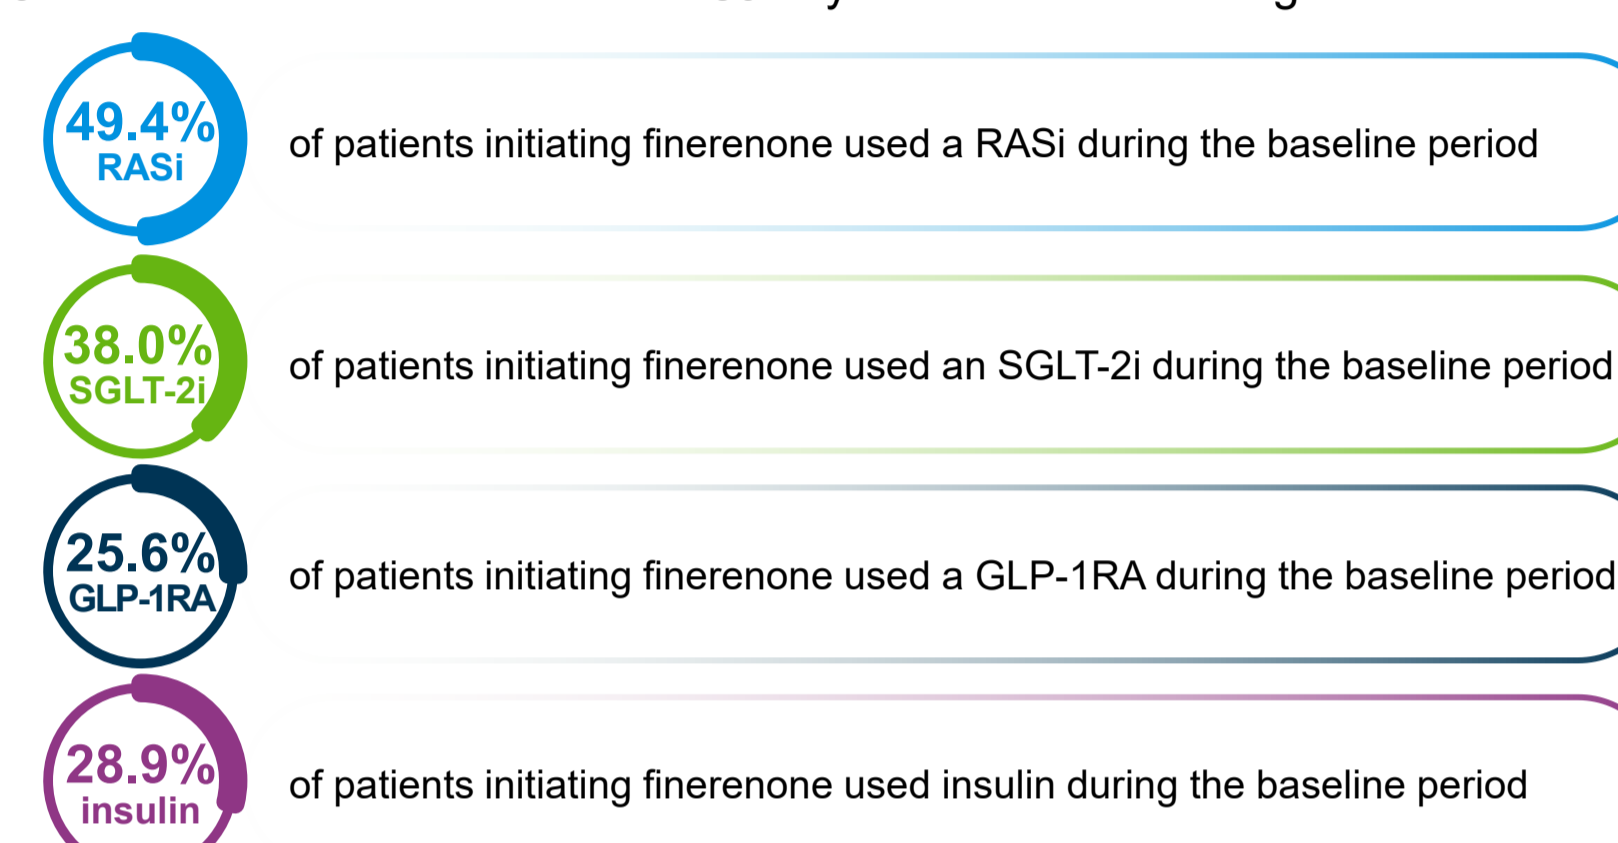 49.4%
RASi
of patients initiating finerenone used a RASi during the baseline period
38.0%
SGLT-2i
of patients initiating finerenone used an SGLT-2i during the baseline period
25.6%
GLP-1RA
of patients initiating finerenone used a GLP-1RA during the baseline period
28.9%
insulin
of patients initiating finerenone used insulin during the baseline period